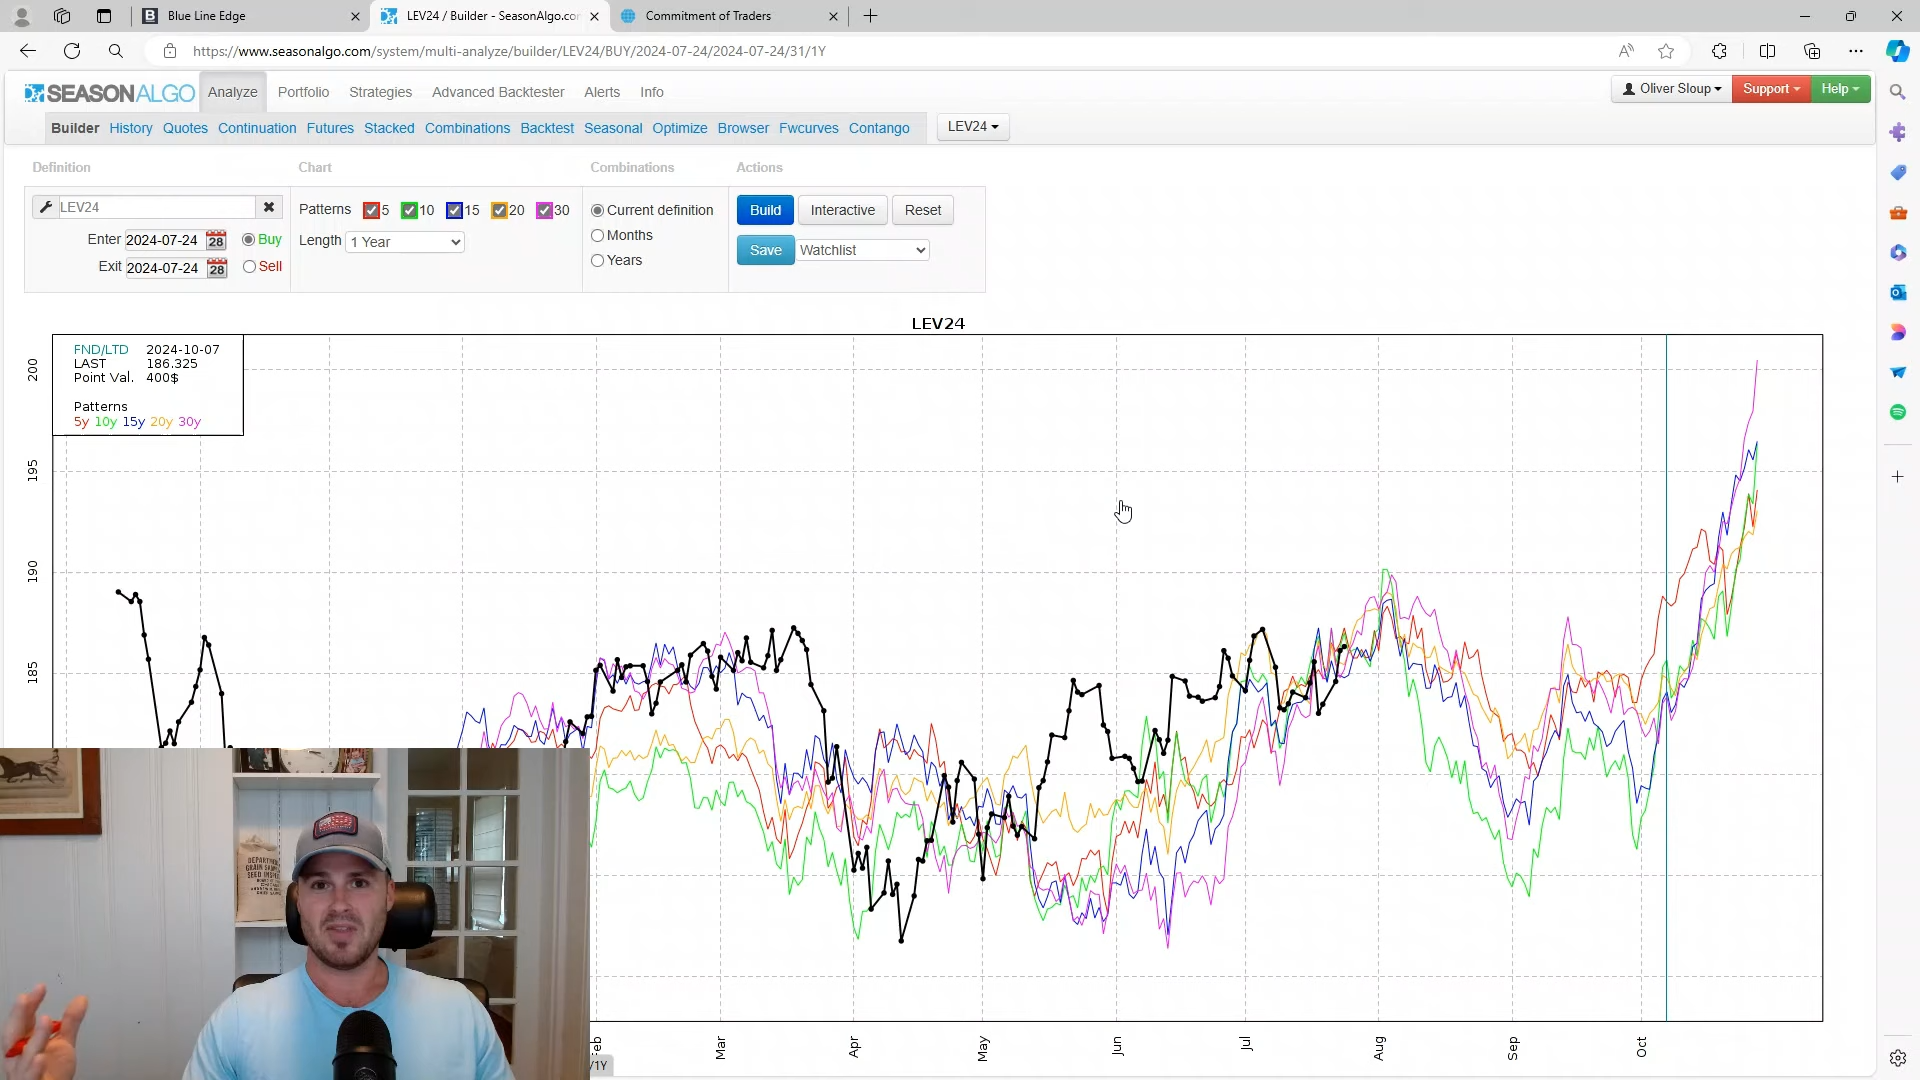 Blue Line Edge
LEV24 / Builder - SeasonAlgo.co
Commitment of Traders
https://www.seasonalgo.com/system/multi-analyze/builder/LEV24/BUY/2024-07-24/2024-07-24/31/1Y
SEASONALGO
Analyze
Portfolio
Strategies
Advanced Backtester
Alerts
Info
Oliver Sloup
Support
Help
Builder
History
Quotes
Continuation
Futures
Stacked
Combinations
Backtest
Seasonal
Optimize
Browser
Fwcurves
Contango
LEV24
Definition
Chart
Combinations
Actions
LEV24
Patterns 5 10 15 20 30
Current definition
Build
Interactive
Reset
Enter 2024-07-24 28 Buy
Length 1 Year
Months
Save
Watchlist
Exit 2024-07-24 28 Sell
Years
LEV24
FND/LTD 2024-10-07
LAST 186.325
Point Val. 400$
Patterns
5y 10y 15y 20y 30y
200
195
190
185
Mar
Apr
May
Jun
Jul
Aug
Sep
Oct
/1Y